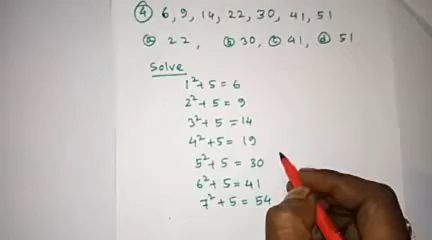 ④ 6, 9, 14, 22, 30, 41, 51
ⓐ 22, ⓑ 30, ⓒ 41, ⓓ 51
Solve
1² + 5 = 6
2² + 5 = 9
3² + 5 = 14
4² + 5 = 19
5² + 5 = 30
6² + 5 = 41
7² + 5 = 54